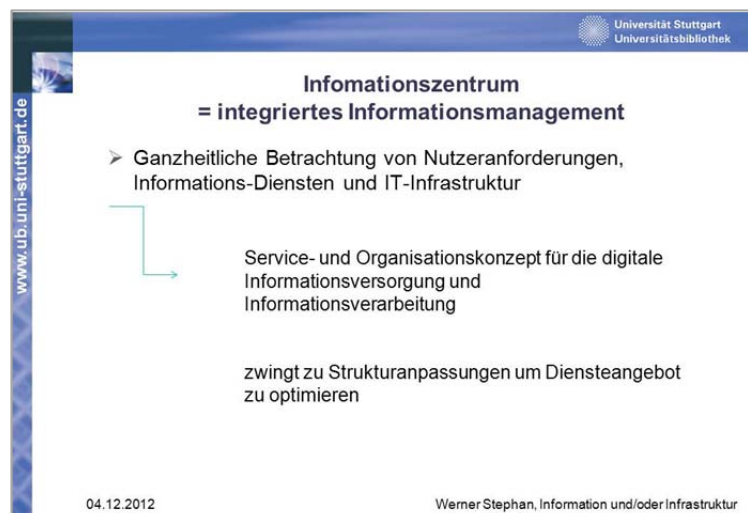 Universität Stuttgart
Universitätsbibliothek
www.ub.uni-stuttgart.de
Infomationszentrum
= integriertes Informationsmanagement
➢ Ganzheitliche Betrachtung von Nutzeranforderungen,
Informations-Diensten und IT-Infrastruktur
Service- und Organisationskonzept für die digitale
Informationsversorgung und
Informationsverarbeitung
zwingt zu Strukturanpassungen um Diensteangebot
zu optimieren
04.12.2012
Werner Stephan, Information und/oder Infrastruktur